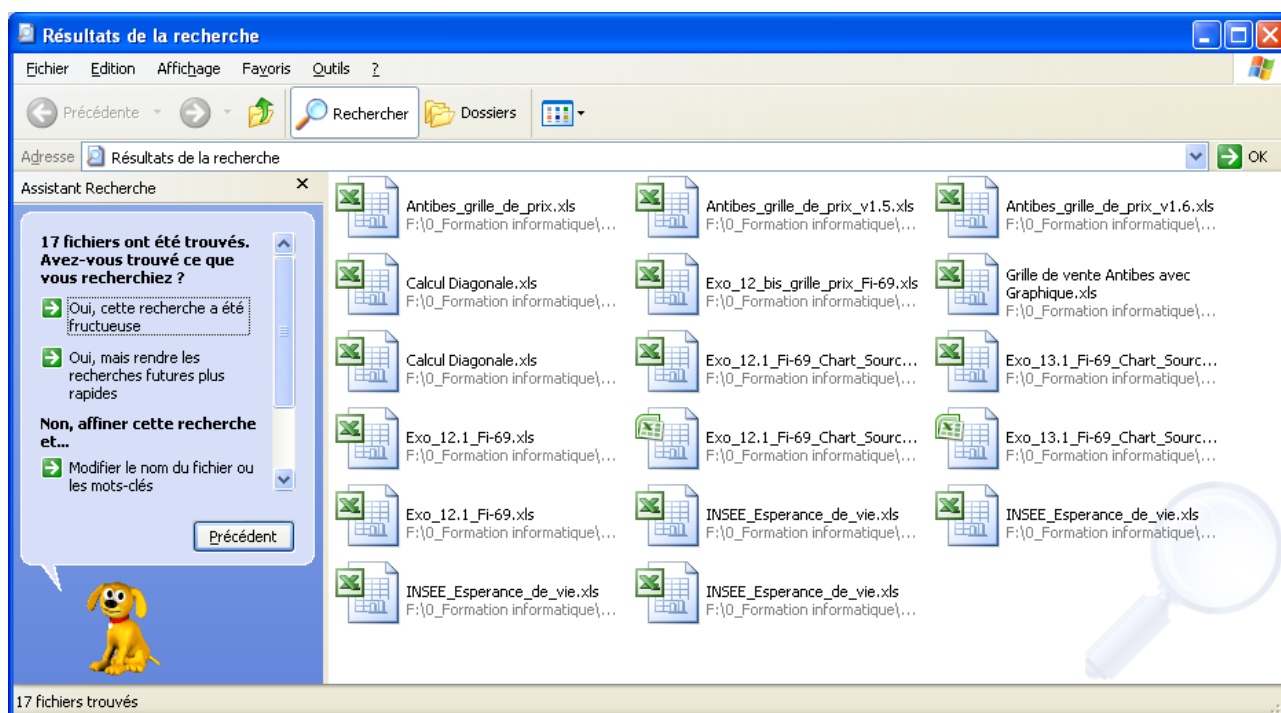 Résultats de la recherche
Fichier Edition Affichage Favoris Outils ?
Précédente Rechercher Dossiers
Adresse Résultats de la recherche OK
Assistant Recherche
17 fichiers ont été trouvés.
Avez-vous trouvé ce que
vous recherchiez ?
Oui, cette recherche a été
fructueuse
Oui, mais rendre les
recherches futures plus
rapides
Non, affiner cette recherche
et...
Modifier le nom du fichier ou
les mots-clés
Précédent
Antibes_grille_de_prix.xls
F:\0_Formation informatique\...
Antibes_grille_de_prix_v1.5.xls
F:\0_Formation informatique\...
Antibes_grille_de_prix_v1.6.xls
F:\0_Formation informatique\...
Calcul Diagonale.xls
F:\0_Formation informatique\...
Exo_12_bis_grille_prix_Fi-69.xls
F:\0_Formation informatique\...
Grille de vente Antibes avec
Graphique.xls
F:\0_Formation informatique\...
Calcul Diagonale.xls
F:\0_Formation informatique\...
Exo_12.1_Fi-69_Chart_Sourc...
F:\0_Formation informatique\...
Exo_13.1_Fi-69_Chart_Sourc...
F:\0_Formation informatique\...
Exo_12.1_Fi-69.xls
F:\0_Formation informatique\...
Exo_12.1_Fi-69_Chart_Sourc...
F:\0_Formation informatique\...
Exo_13.1_Fi-69_Chart_Sourc...
F:\0_Formation informatique\...
Exo_12.1_Fi-69.xls
F:\0_Formation informatique\...
INSEE_Esperance_de_vie.xls
F:\0_Formation informatique\...
INSEE_Esperance_de_vie.xls
F:\0_Formation informatique\...
INSEE_Esperance_de_vie.xls
F:\0_Formation informatique\...
INSEE_Esperance_de_vie.xls
F:\0_Formation informatique\...
17 fichiers trouvés